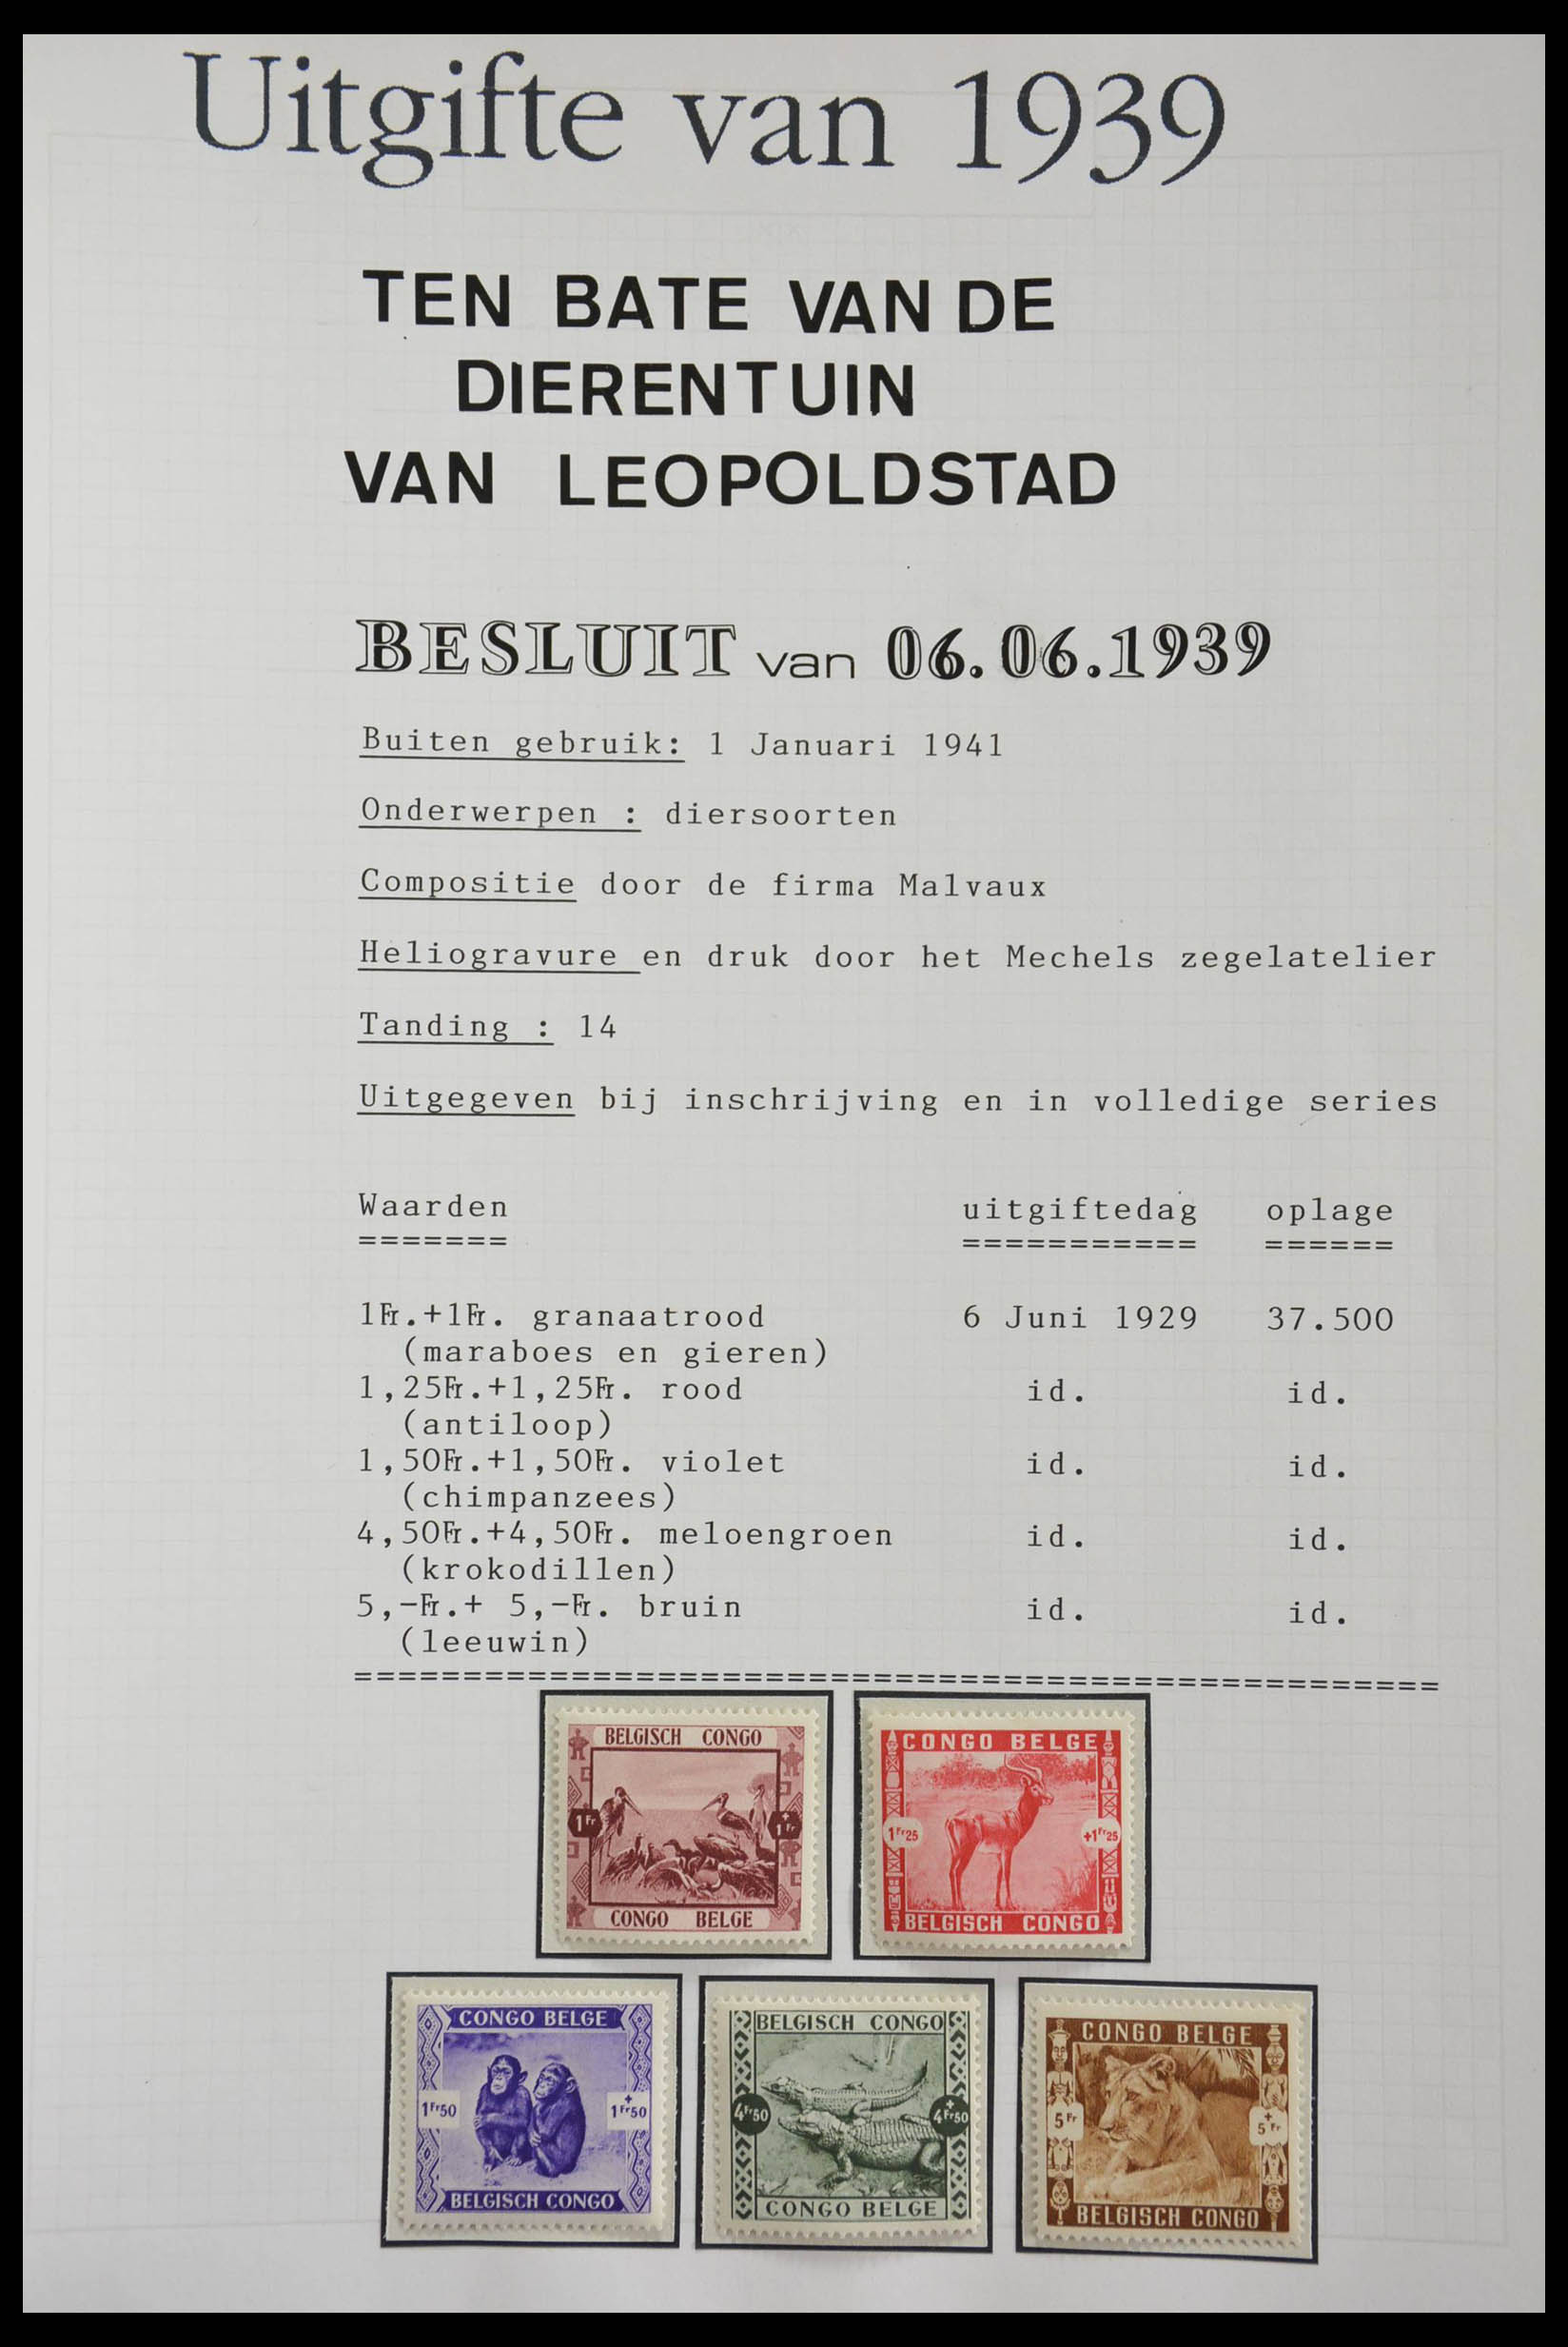 Uitgifte van 1939
TEN BATE VAN DE
DIERENTUIN
VAN LEOPOLDSTAD
BESLUIT van 06.06.1939
Buiten gebruik: 1 Januari 1941
Onderwerpen : diersoorten
Compositie door de firma Malvaux
Heliogravure en druk door het Mechels zegelatelier
Tanding : 14
Uitgegeven bij inschrijving en in volledige series
Waarden uitgiftedag oplage
======= =========== ======
1Fr.+1Fr. granaatrood 6 Juni 1929 37.500
(maraboes en gieren)
1,25Fr.+1,25Fr. rood id. id.
(antiloop)
1,50Fr.+1,50Fr. violet id. id.
(chimpanzees)
4,50Fr.+4,50Fr. meloengroen id. id.
(krokodillen)
5,-Fr.+ 5,-Fr. bruin id. id.
(leeuwin)
BELGISCH CONGO
1Fr +1Fr
CONGO BELGE
CONGO BELGE
1Fr25 +1Fr25
BELGISCH CONGO
CONGO BELGE
1Fr50 +1Fr50
BELGISCH CONGO
BELGISCH CONGO
4Fr50 +4Fr50
CONGO BELGE
CONGO BELGE
5Fr +5Fr
BELGISCH CONGO